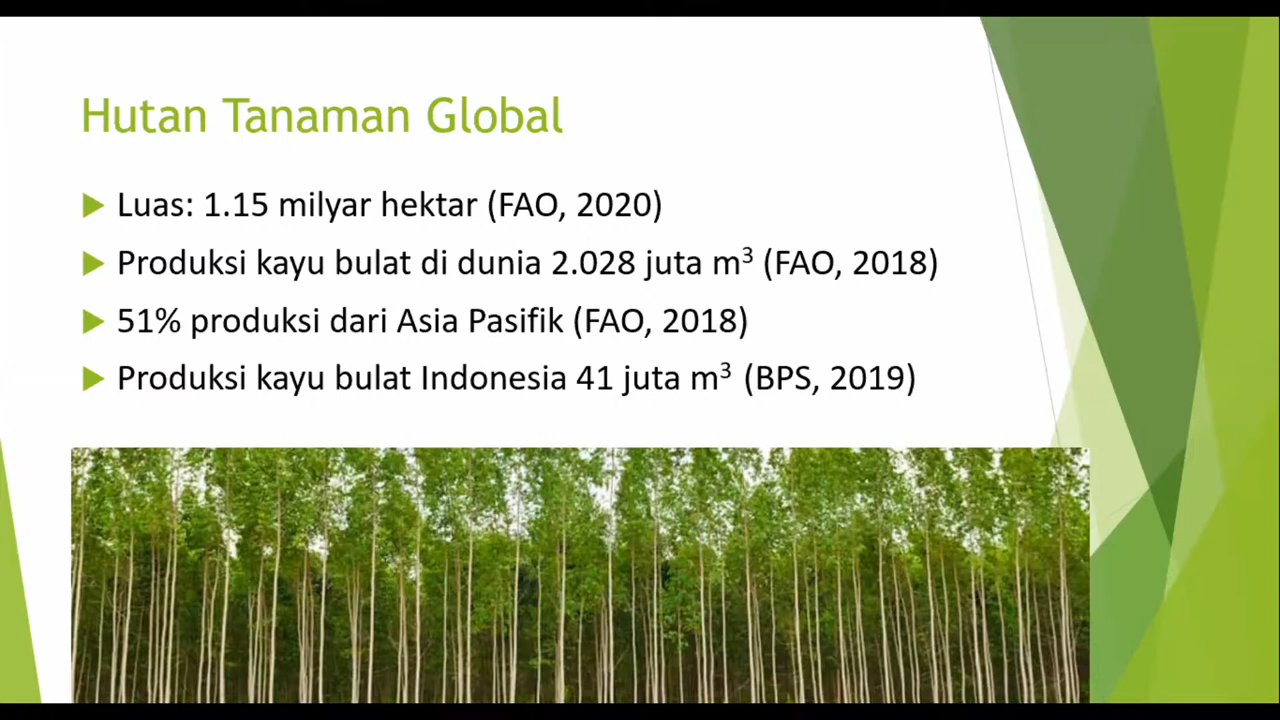 Hutan Tanaman Global
Luas: 1.15 milyar hektar (FAO, 2020)
Produksi kayu bulat di dunia 2.028 juta m³ (FAO, 2018)
51% produksi dari Asia Pasifik (FAO, 2018)
Produksi kayu bulat Indonesia 41 juta m³ (BPS, 2019)